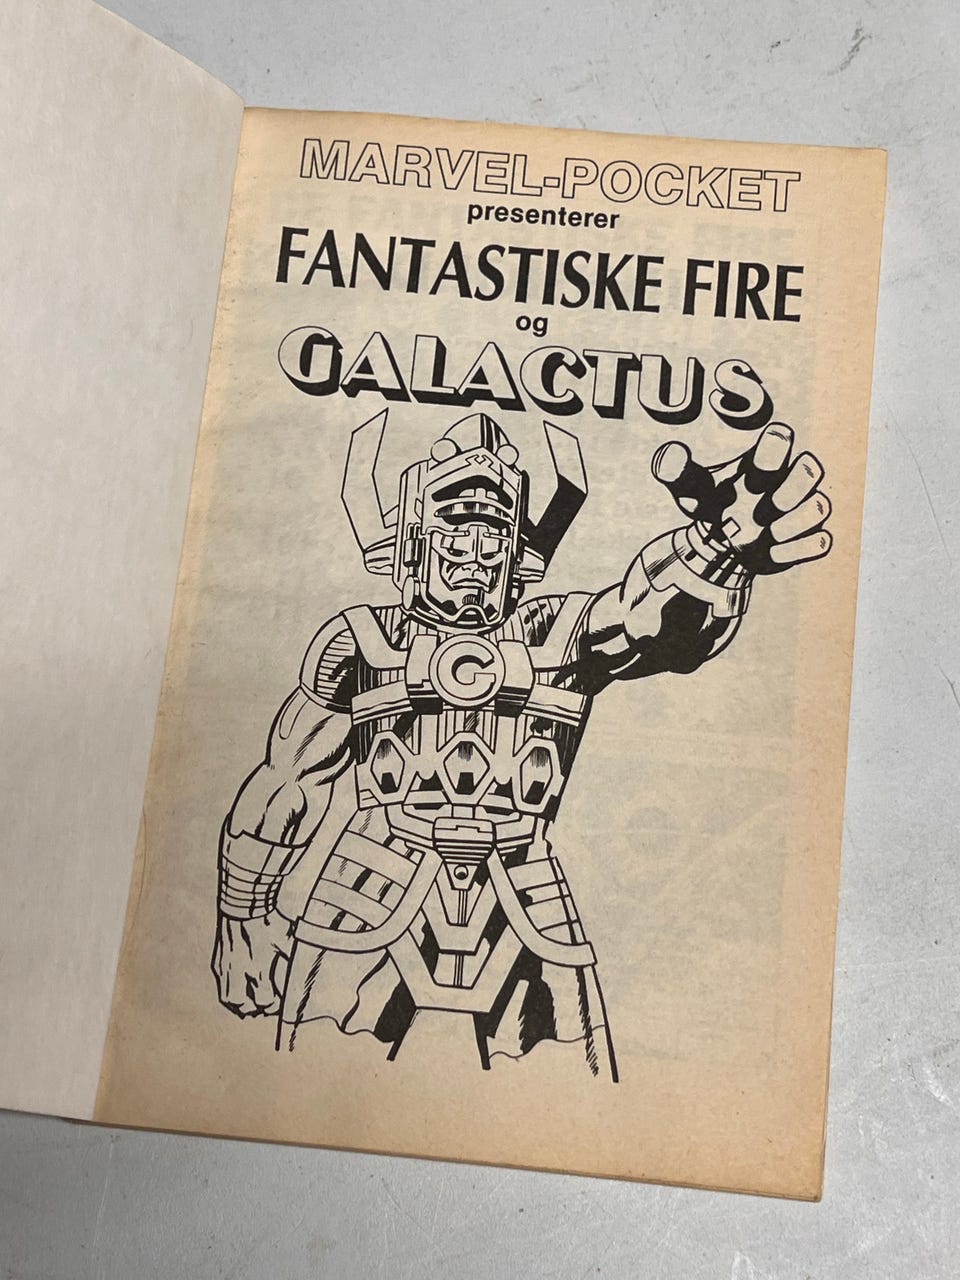 MARVEL-POCKET
presenterer
FANTASTISKE FIRE
og
GALACTUS
G